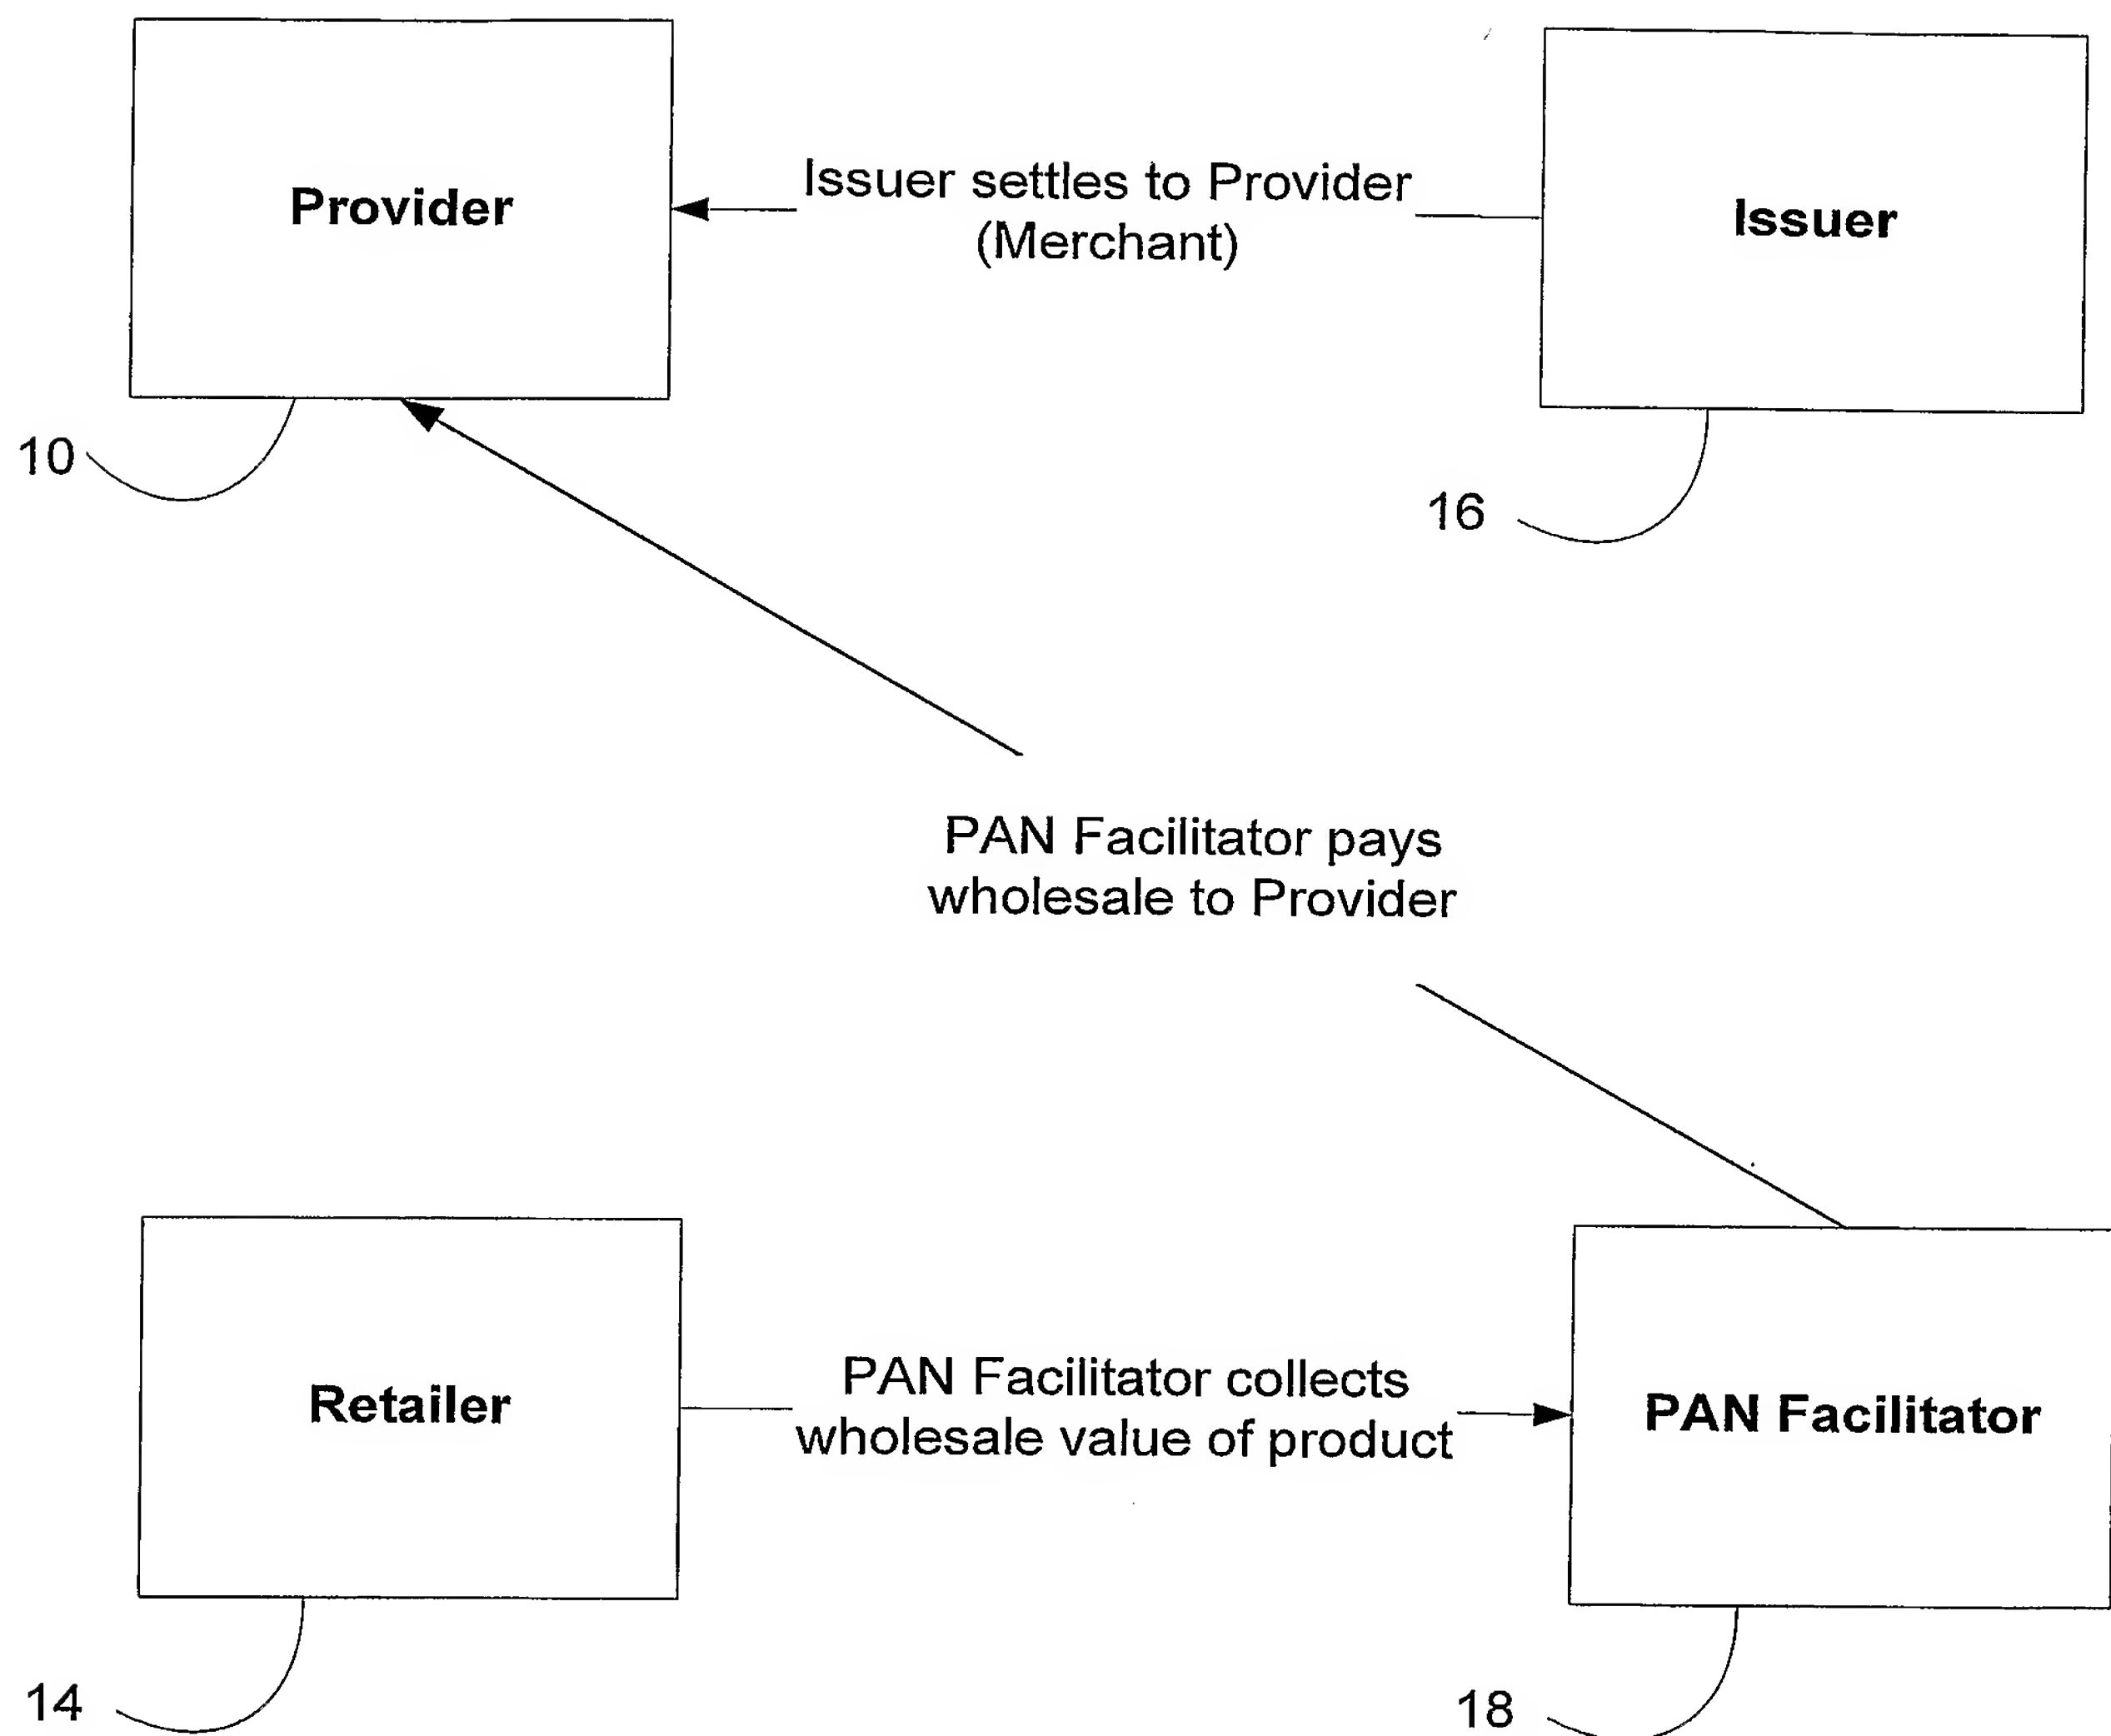 Provider
Issuer settles to Provider
(Merchant)
Issuer
10
16
PAN Facilitator pays
wholesale to Provider
Retailer
PAN Facilitator collects
wholesale value of product
PAN Facilitator
14
18